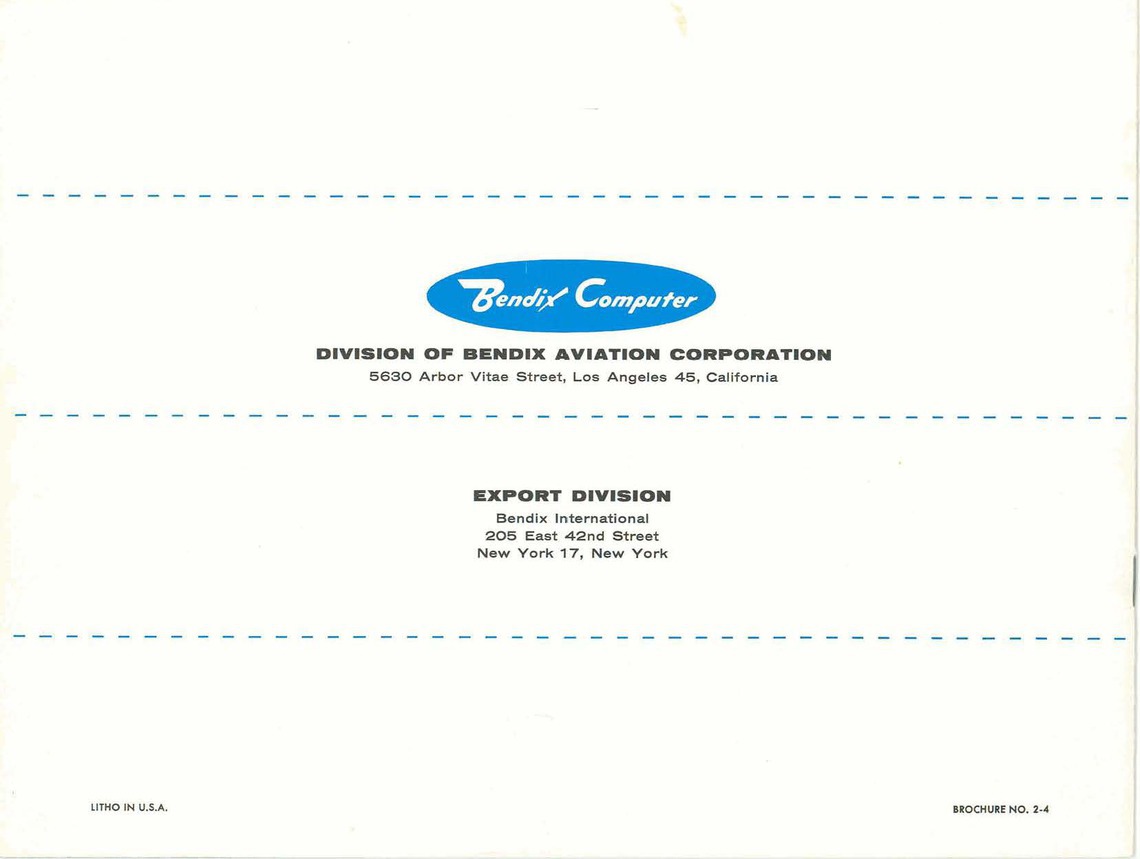 Bendix Computer
DIVISION OF BENDIX AVIATION CORPORATION
5630 Arbor Vitae Street, Los Angeles 45, California
EXPORT DIVISION
Bendix International
205 East 42nd Street
New York 17, New York
LITHO IN U.S.A.
BROCHURE NO. 2-4